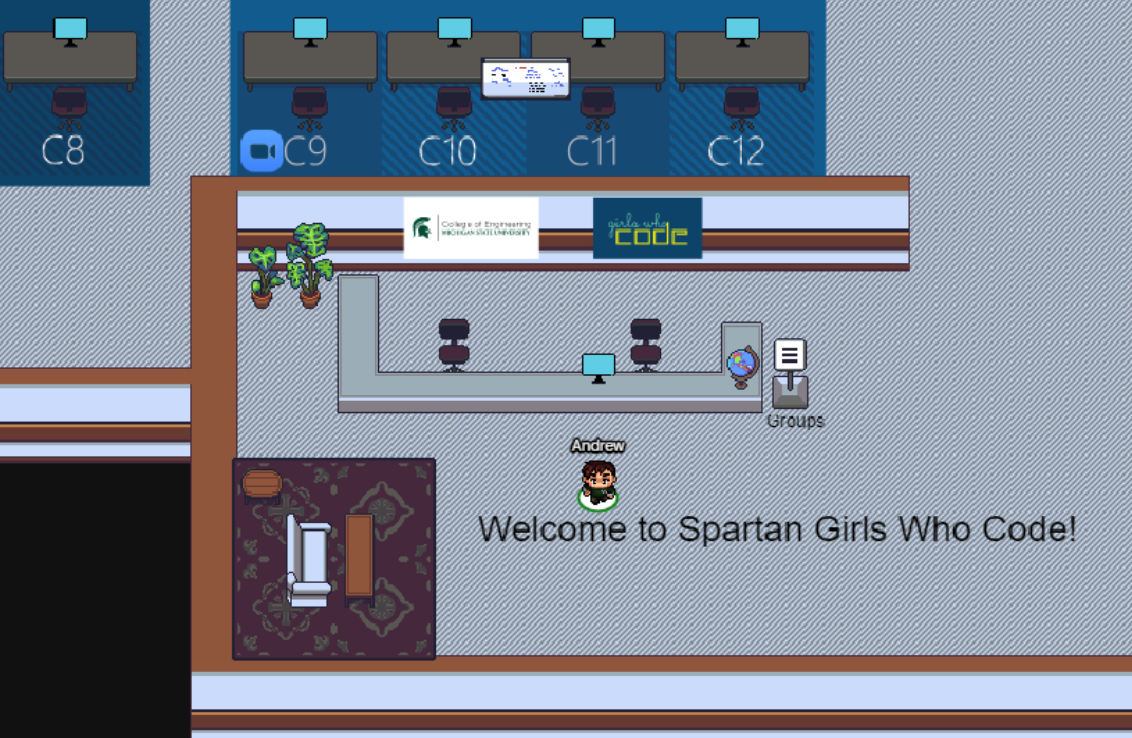 C8
C9
C10
C11
C12
College of Engineering
MICHIGAN STATE UNIVERSITY
girls who
code
Groups
Andrew
Welcome to Spartan Girls Who Code!